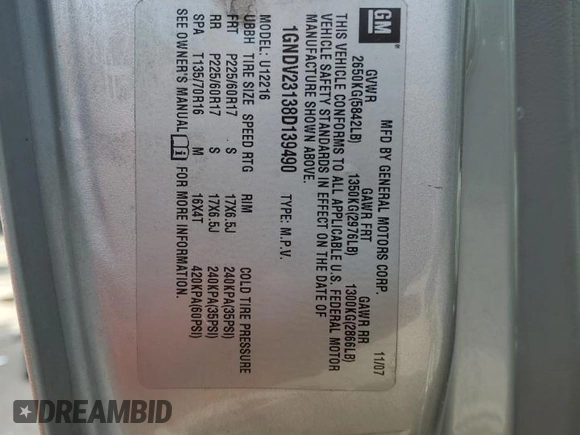 GM
MFD BY GENERAL MOTORS CORP. 11/07
GVWR GAWR FRT GAWR RR
2650KG(5842LB) 1350KG(2976LB) 1300KG(2866LB)
THIS VEHICLE CONFORMS TO ALL APPLICABLE U.S. FEDERAL MOTOR
VEHICLE SAFETY STANDARDS IN EFFECT ON THE DATE OF
MANUFACTURE SHOWN ABOVE.
1GNDV23138D139490 TYPE: M.P.V.
MODEL: U12216
UBBH TIRE SIZE SPEED RTG RIM COLD TIRE PRESSURE
FRT P225/60R17 S 17X6.5J 240KPA(35PSI)
RR P225/60R17 S 17X6.5J 240KPA(35PSI)
SPA T135/70R16 M 16X4T 420KPA(60PSI)
SEE OWNER'S MANUAL FOR MORE INFORMATION.
DREAMBID